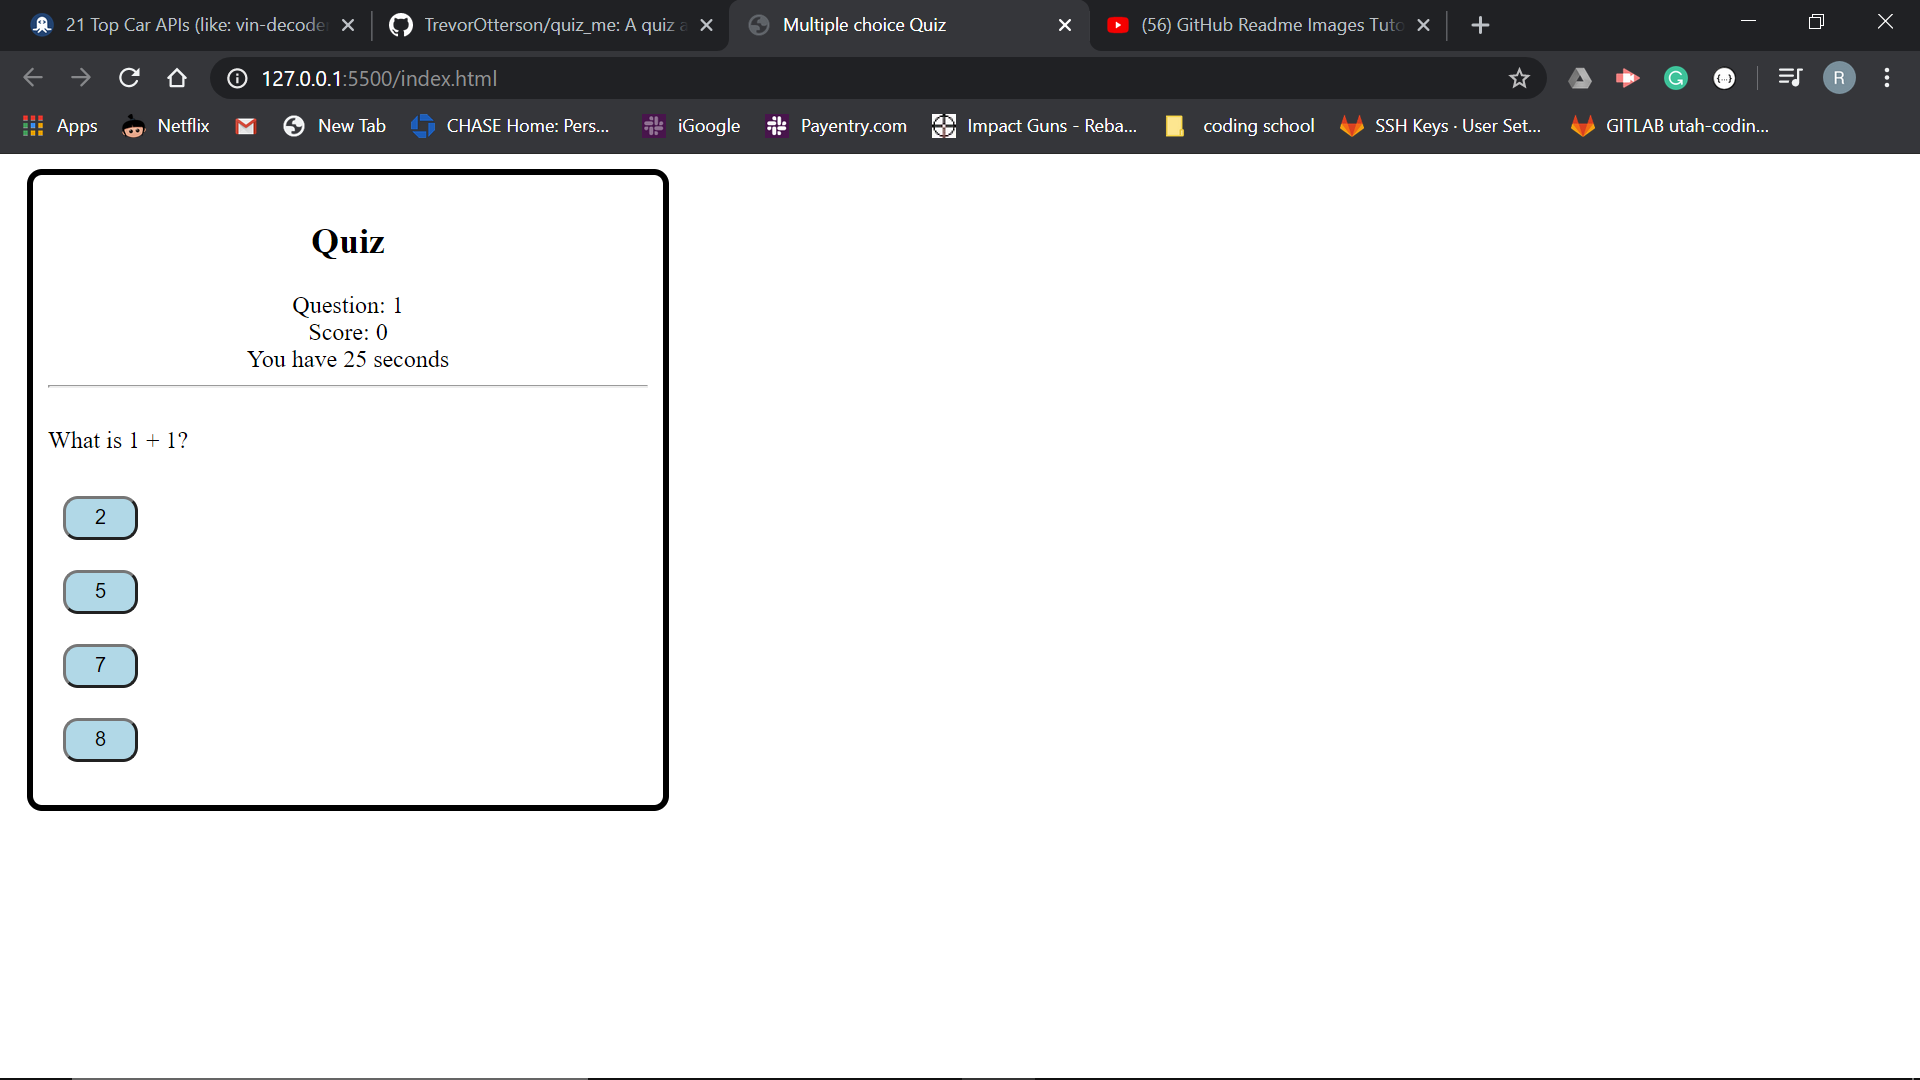 21 Top Car APIs (like: vin-decoder
TrevorOtterson/quiz_me: A quiz a
Multiple choice Quiz
(56) GitHub Readme Images Tuto
127.0.0.1:5500/index.html
R
Apps
Netflix
New Tab
CHASE Home: Pers...
iGoogle
Payentry.com
Impact Guns - Reba...
coding school
SSH Keys · User Set...
GITLAB utah-codin...
Quiz
Question: 1
Score: 0
You have 25 seconds
What is 1 + 1?
2
5
7
8